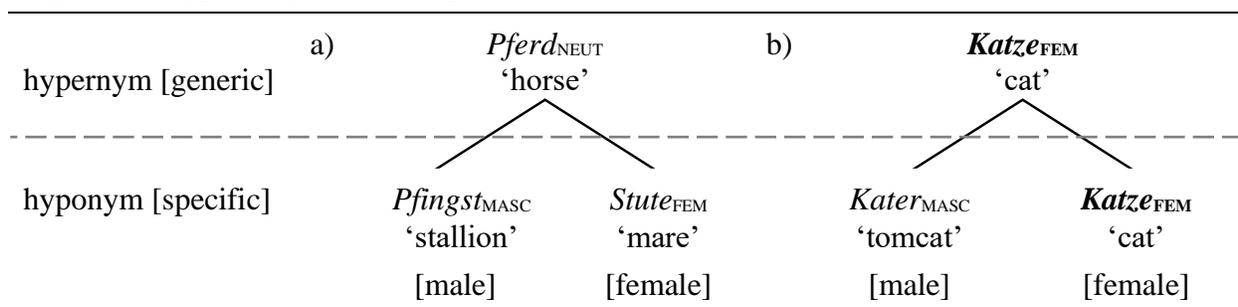 a) Pferd NEUT b) Katze FEM
hypernym [generic] ‘horse’ ‘cat’
hyponym [specific] Pfingst MASC Stute FEM Kater MASC Katze FEM
‘stallion’ ‘mare’ ‘tomcat’ ‘cat’
[male] [female] [male] [female]